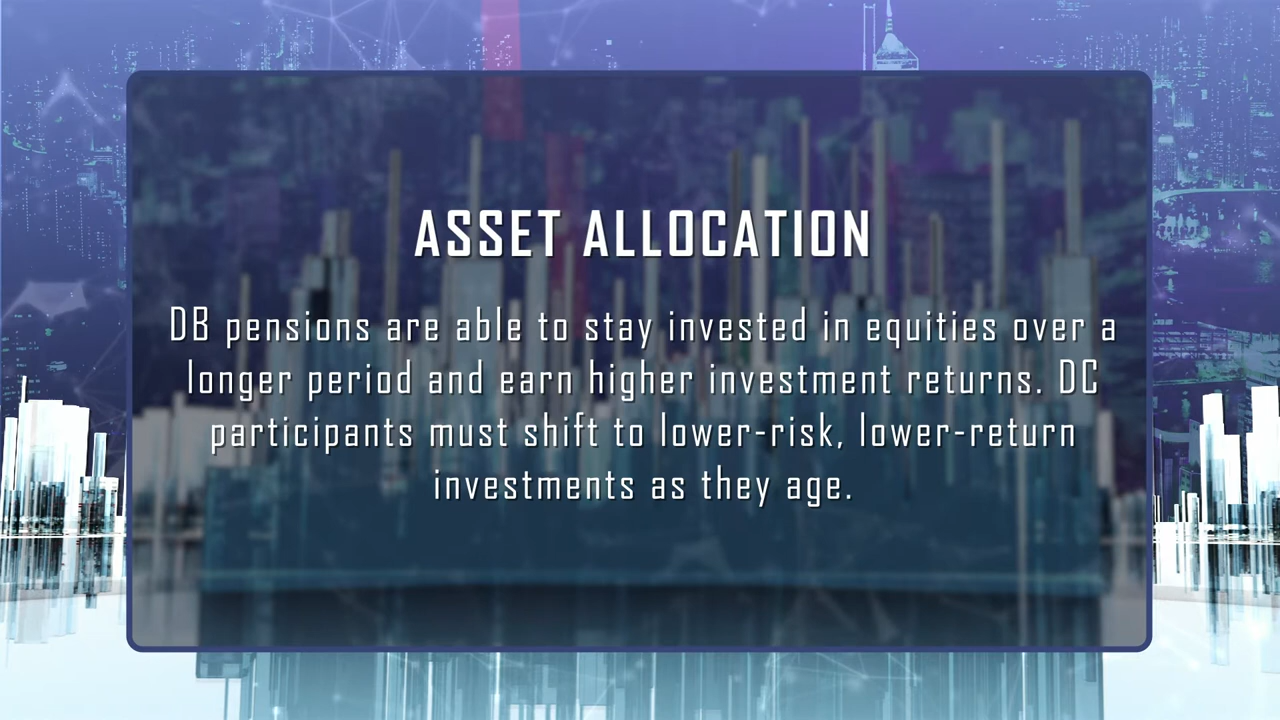 ASSET ALLOCATION
DB pensions are able to stay invested in equities over a
longer period and earn higher investment returns. DC
participants must shift to lower-risk, lower-return
investments as they age.